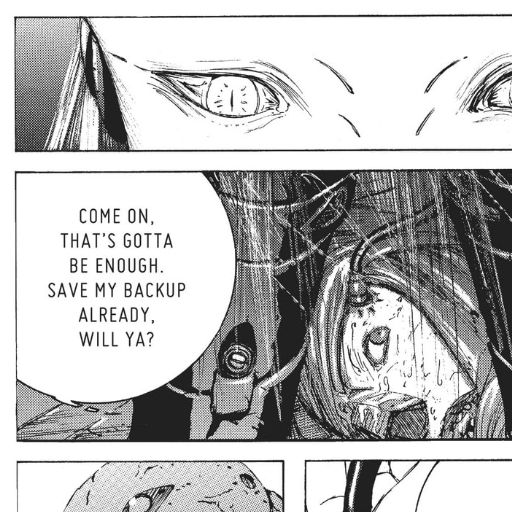 COME ON,
THAT'S GOTTA
BE ENOUGH.
SAVE MY BACKUP
ALREADY,
WILL YA?